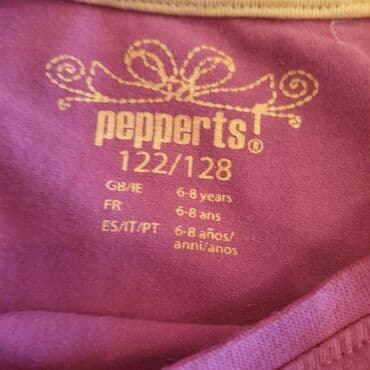 pepperts!®
122/128
GB/IE 6-8 years
FR 6-8 ans
ES/IT/PT 6-8 años/
anni/anos